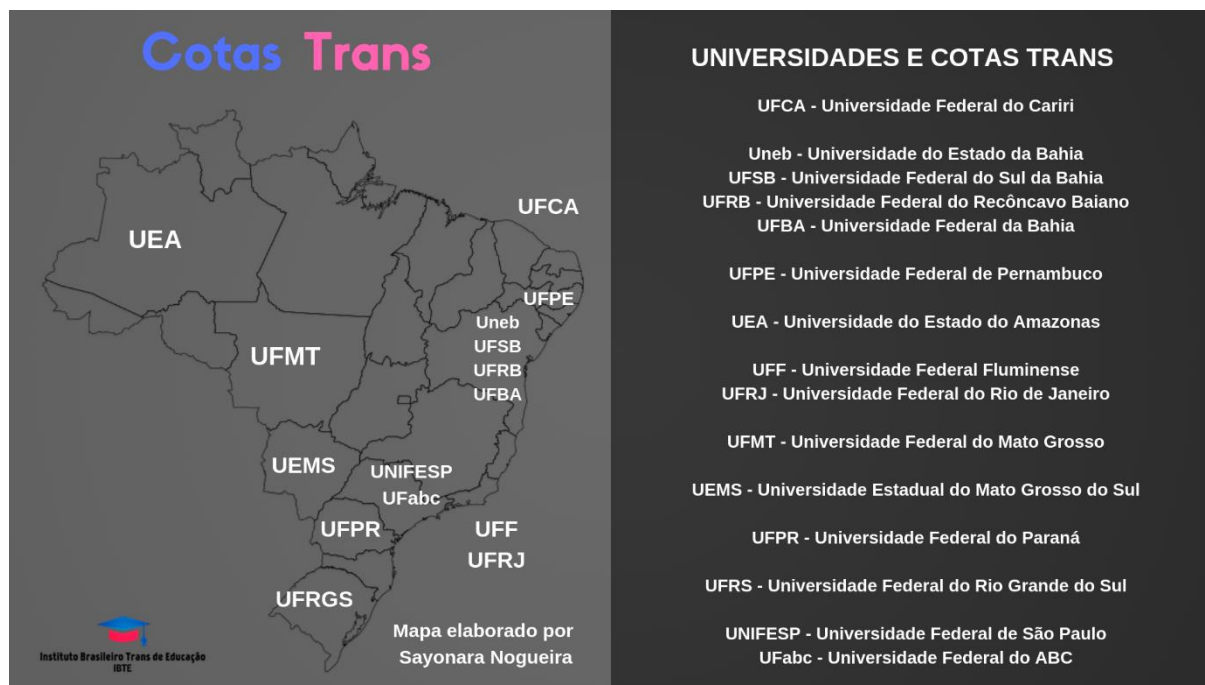 Cotas Trans
UFCA
UEA
UFPE
Uneb
UFSB
UFMT
UFRB
UFBA
UEMS
UNIFESP
UFabc
UFPR
UFF
UFRJ
UFRGS
Mapa elaborado por
Sayonara Nogueira
Instituto Brasileiro Trans de Educação
IBTE
UNIVERSIDADES E COTAS TRANS
UFCA - Universidade Federal do Cariri
Uneb - Universidade do Estado da Bahia
UFSB - Universidade Federal do Sul da Bahia
UFRB - Universidade Federal do Recôncavo Baiano
UFBA - Universidade Federal da Bahia
UFPE - Universidade Federal de Pernambuco
UEA - Universidade do Estado do Amazonas
UFF - Universidade Federal Fluminense
UFRJ - Universidade Federal do Rio de Janeiro
UFMT - Universidade Federal do Mato Grosso
UEMS - Universidade Estadual do Mato Grosso do Sul
UFPR - Universidade Federal do Paraná
UFRS - Universidade Federal do Rio Grande do Sul
UNIFESP - Universidade Federal de São Paulo
UFabc - Universidade Federal do ABC